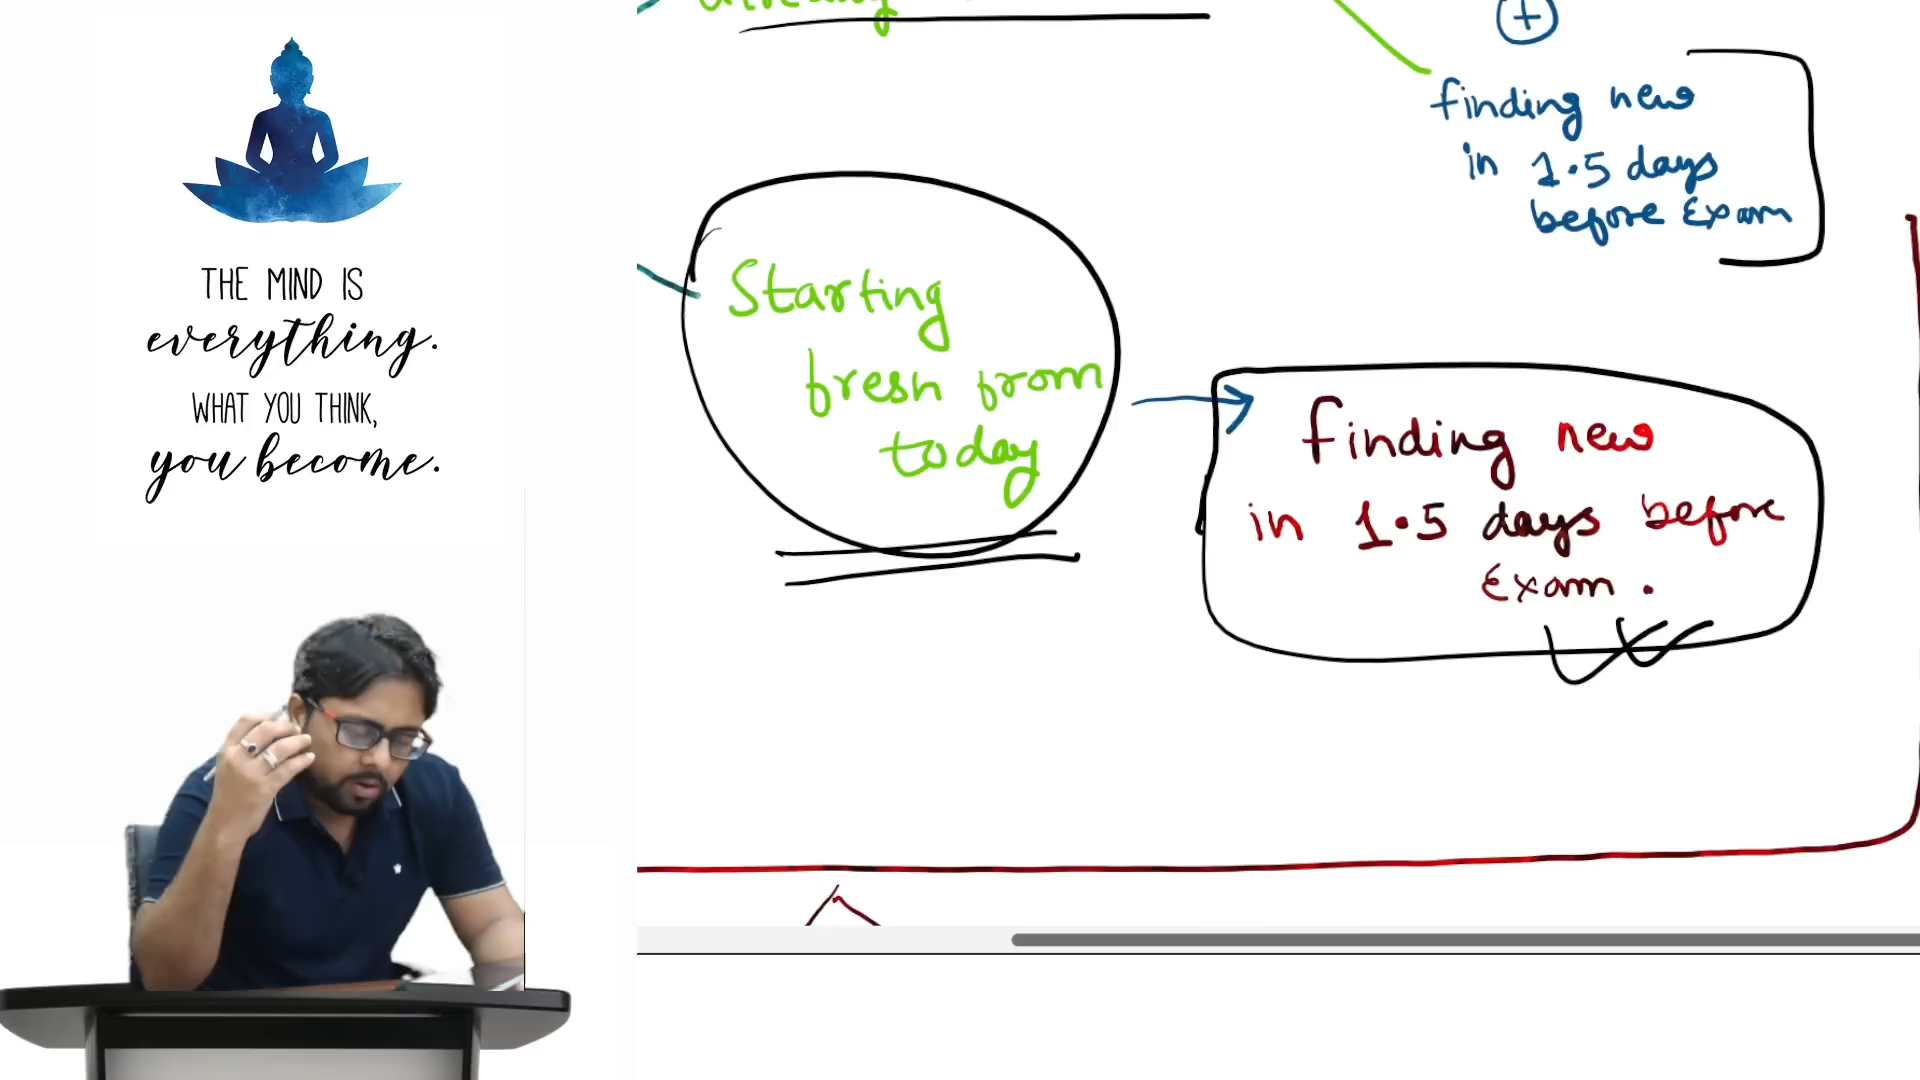 THE MIND IS
everything.
WHAT YOU THINK,
you become.
already
+
finding new
in 1.5 days
before Exam
Starting
fresh from
today
finding new
in 1.5 days before
Exam.